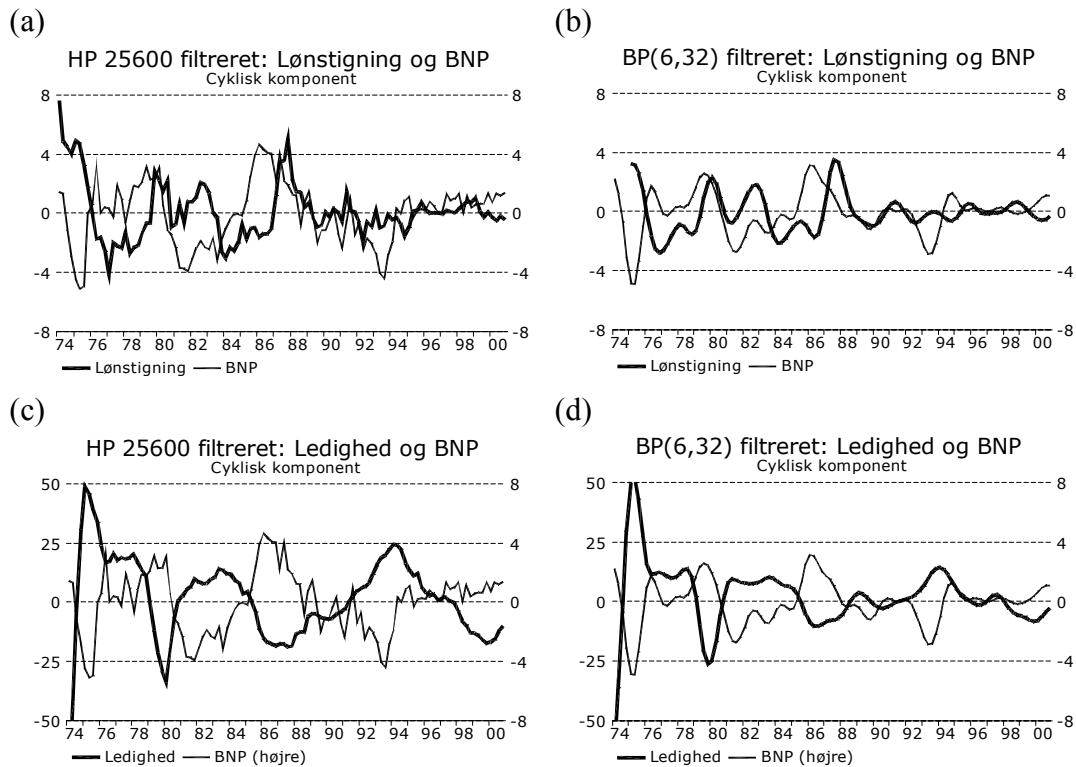 (a)
HP 25600 filtreret: Lønstigning og BNP
Cyklisk komponent
8 8
4 4
0 0
-4 -4
-8 -8
76 78 80 82 84 86 88 90 92 94 96 98 00
Lønstigning BNP
(b)
BP(6,32) filtreret: Lønstigning og BNP
Cyklisk komponent
8 8
4 4
0 0
-4 -4
-8 -8
74 76 78 80 82 84 86 88 90 92 94 96 98 00
Lønstigning BNP
(c)
HP 25600 filtreret: Ledighed og BNP
Cyklisk komponent
50 8
25 4
0 0
-25 -4
-50 -8
74 76 78 80 82 84 86 88 90 92 94 96 98 00
Ledighed BNP (højre)
(d)
BP(6,32) filtreret: Ledighed og BNP
Cyklisk komponent
50 8
25 4
0 0
-25 -4
-50 -8
74 76 78 80 82 84 86 88 90 92 94 96 98 00
Ledighed BNP (højre)